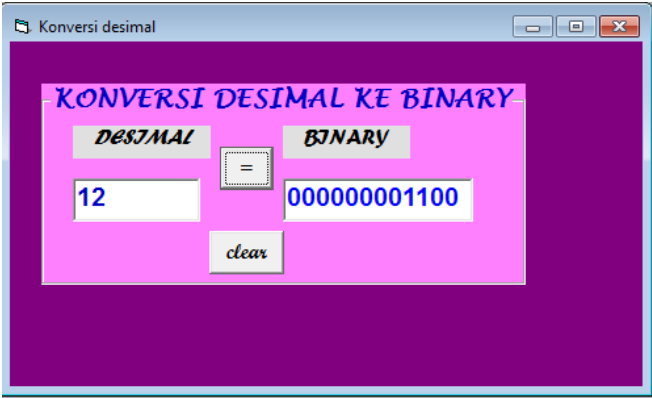 Konversi desimal
KONVERSI DESIMAL KE BINARY
DESIMAL
BINARY
=
12
000000001100
clear